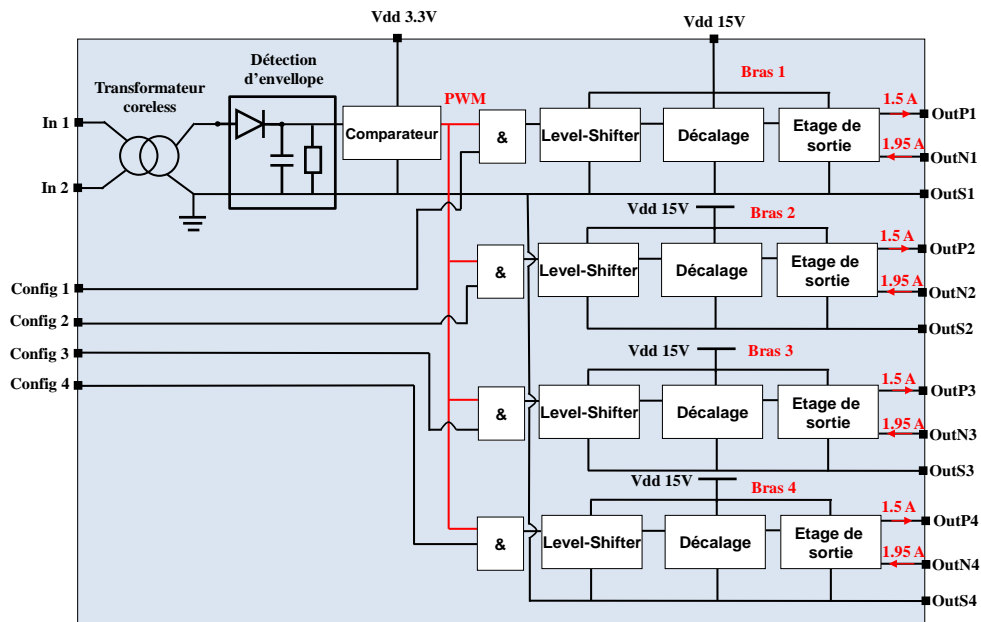 Vdd 3.3V
Vdd 15V
Détection
d'envellope
Transformateur
coreless
Bras 1
PWM
1.5 A
In 1
Comparateur
&
Level-Shifter
Décalage
Etage de
sortie
OutP1
1.95 A
OutN1
In 2
OutS1
Vdd 15V
Bras 2
1.5 A
&
Level-Shifter
Décalage
Etage de
sortie
OutP2
1.95 A
OutN2
Config 1
Config 2
OutS2
Config 3
Vdd 15V
Bras 3
Config 4
1.5 A
&
Level-Shifter
Décalage
Etage de
sortie
OutP3
1.95 A
OutN3
OutS3
Vdd 15V
Bras 4
1.5 A
&
Level-Shifter
Décalage
Etage de
sortie
OutP4
1.95 A
OutN4
OutS4